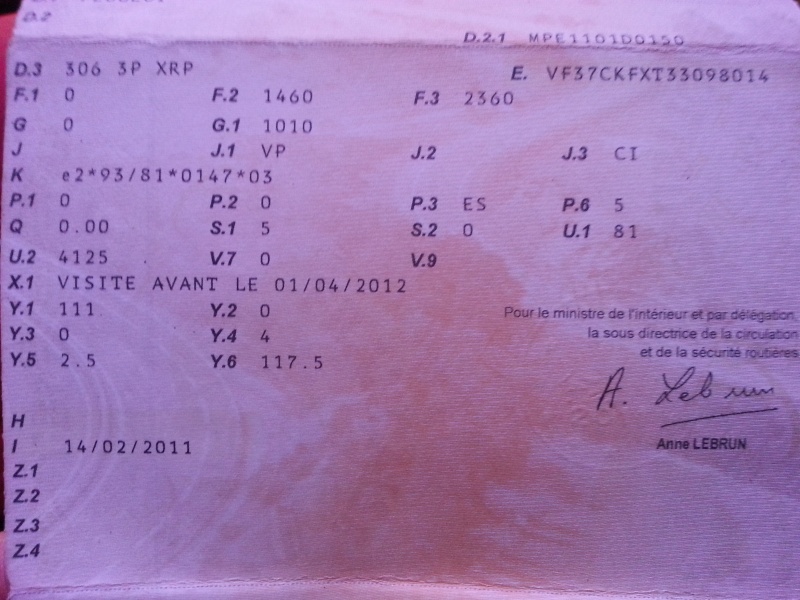 D.2
D.2.1 MPE1101D0150
D.3 306 3P XRP E. VF37CKFXT33098014
F.1 0 F.2 1460 F.3 2360
G 0 G.1 1010
J J.1 VP J.2 J.3 CI
K e2*93/81*0147*03
P.1 0 P.2 0 P.3 ES P.6 5
Q 0.00 S.1 5 S.2 0 U.1 81
U.2 4125 V.7 0 V.9
X.1 VISITE AVANT LE 01/04/2012
Y.1 111 Y.2 0
Pour le ministre de l'intérieur et par délégation,
Y.3 0 Y.4 4
la sous directrice de la circulation
et de la sécurité routières
Y.5 2.5 Y.6 117.5
A. Lebrun
H
I 14/02/2011
Anne LEBRUN
Z.1
Z.2
Z.3
Z.4